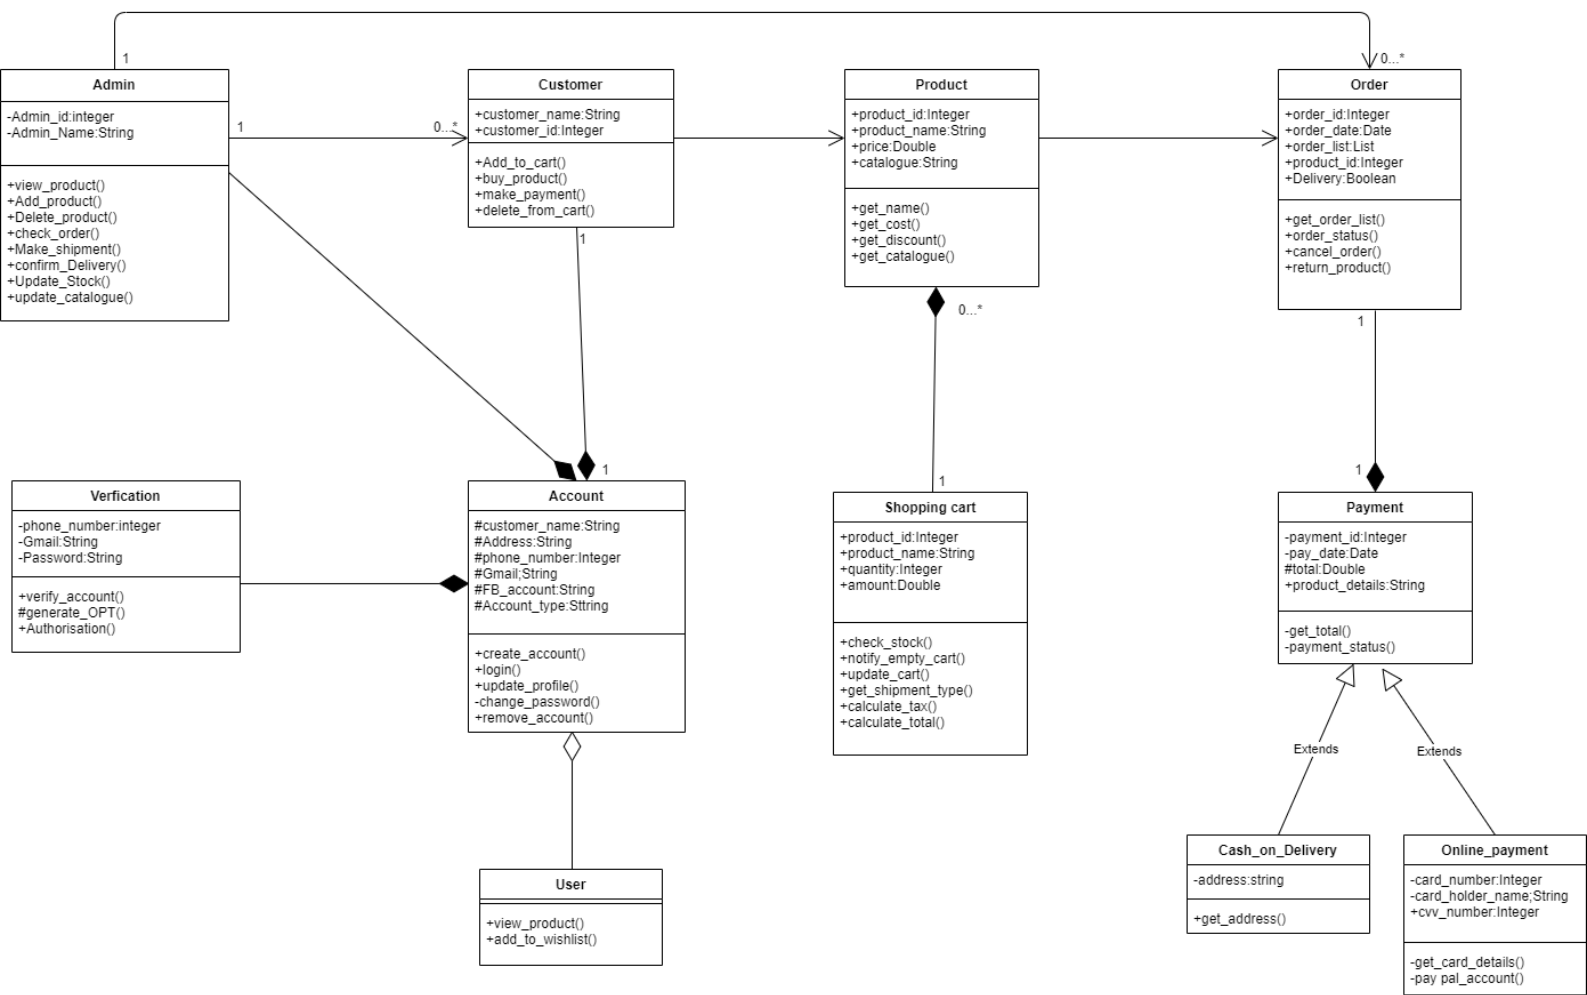 1
0...*
Admin
-Admin_id:integer
-Admin_Name:String
+view_product()
+Add_product()
+Delete_product()
+check_order()
+Make_shipment()
+confirm_Delivery()
+Update_Stock()
+update_catalogue()
1
0...*
Customer
+customer_name:String
+customer_id:Integer
+Add_to_cart()
+buy_product()
+make_payment()
+delete_from_cart()
1
Product
+product_id:Integer
+product_name:String
+price:Double
+catalogue:String
+get_name()
+get_cost()
+get_discount()
+get_catalogue()
0...*
Order
+order_id:Integer
+order_date:Date
+order_list:List
+product_id:Integer
+Delivery:Boolean
+get_order_list()
+order_status()
+cancel_order()
+return_product()
1
Verfication
-phone_number:integer
-Gmail:String
-Password:String
+verify_account()
#generate_OPT()
+Authorisation()
1
Account
#customer_name:String
#Address:String
#phone_number:Integer
#Gmail;String
#FB_account:String
#Account_type:Sttring
+create_account()
+login()
+update_profile()
-change_password()
+remove_account()
1
Shopping cart
+product_id:Integer
+product_name:String
+quantity:Integer
+amount:Double
+check_stock()
+notify_empty_cart()
+update_cart()
+get_shipment_type()
+calculate_tax()
+calculate_total()
1
Payment
-payment_id:Integer
-pay_date:Date
#total:Double
+product_details:String
-get_total()
-payment_status()
Extends
Extends
User
+view_product()
+add_to_wishlist()
Cash_on_Delivery
-address:string
+get_address()
Online_payment
-card_number:Integer
-card_holder_name;String
+cvv_number:Integer
-get_card_details()
-pay pal_account()